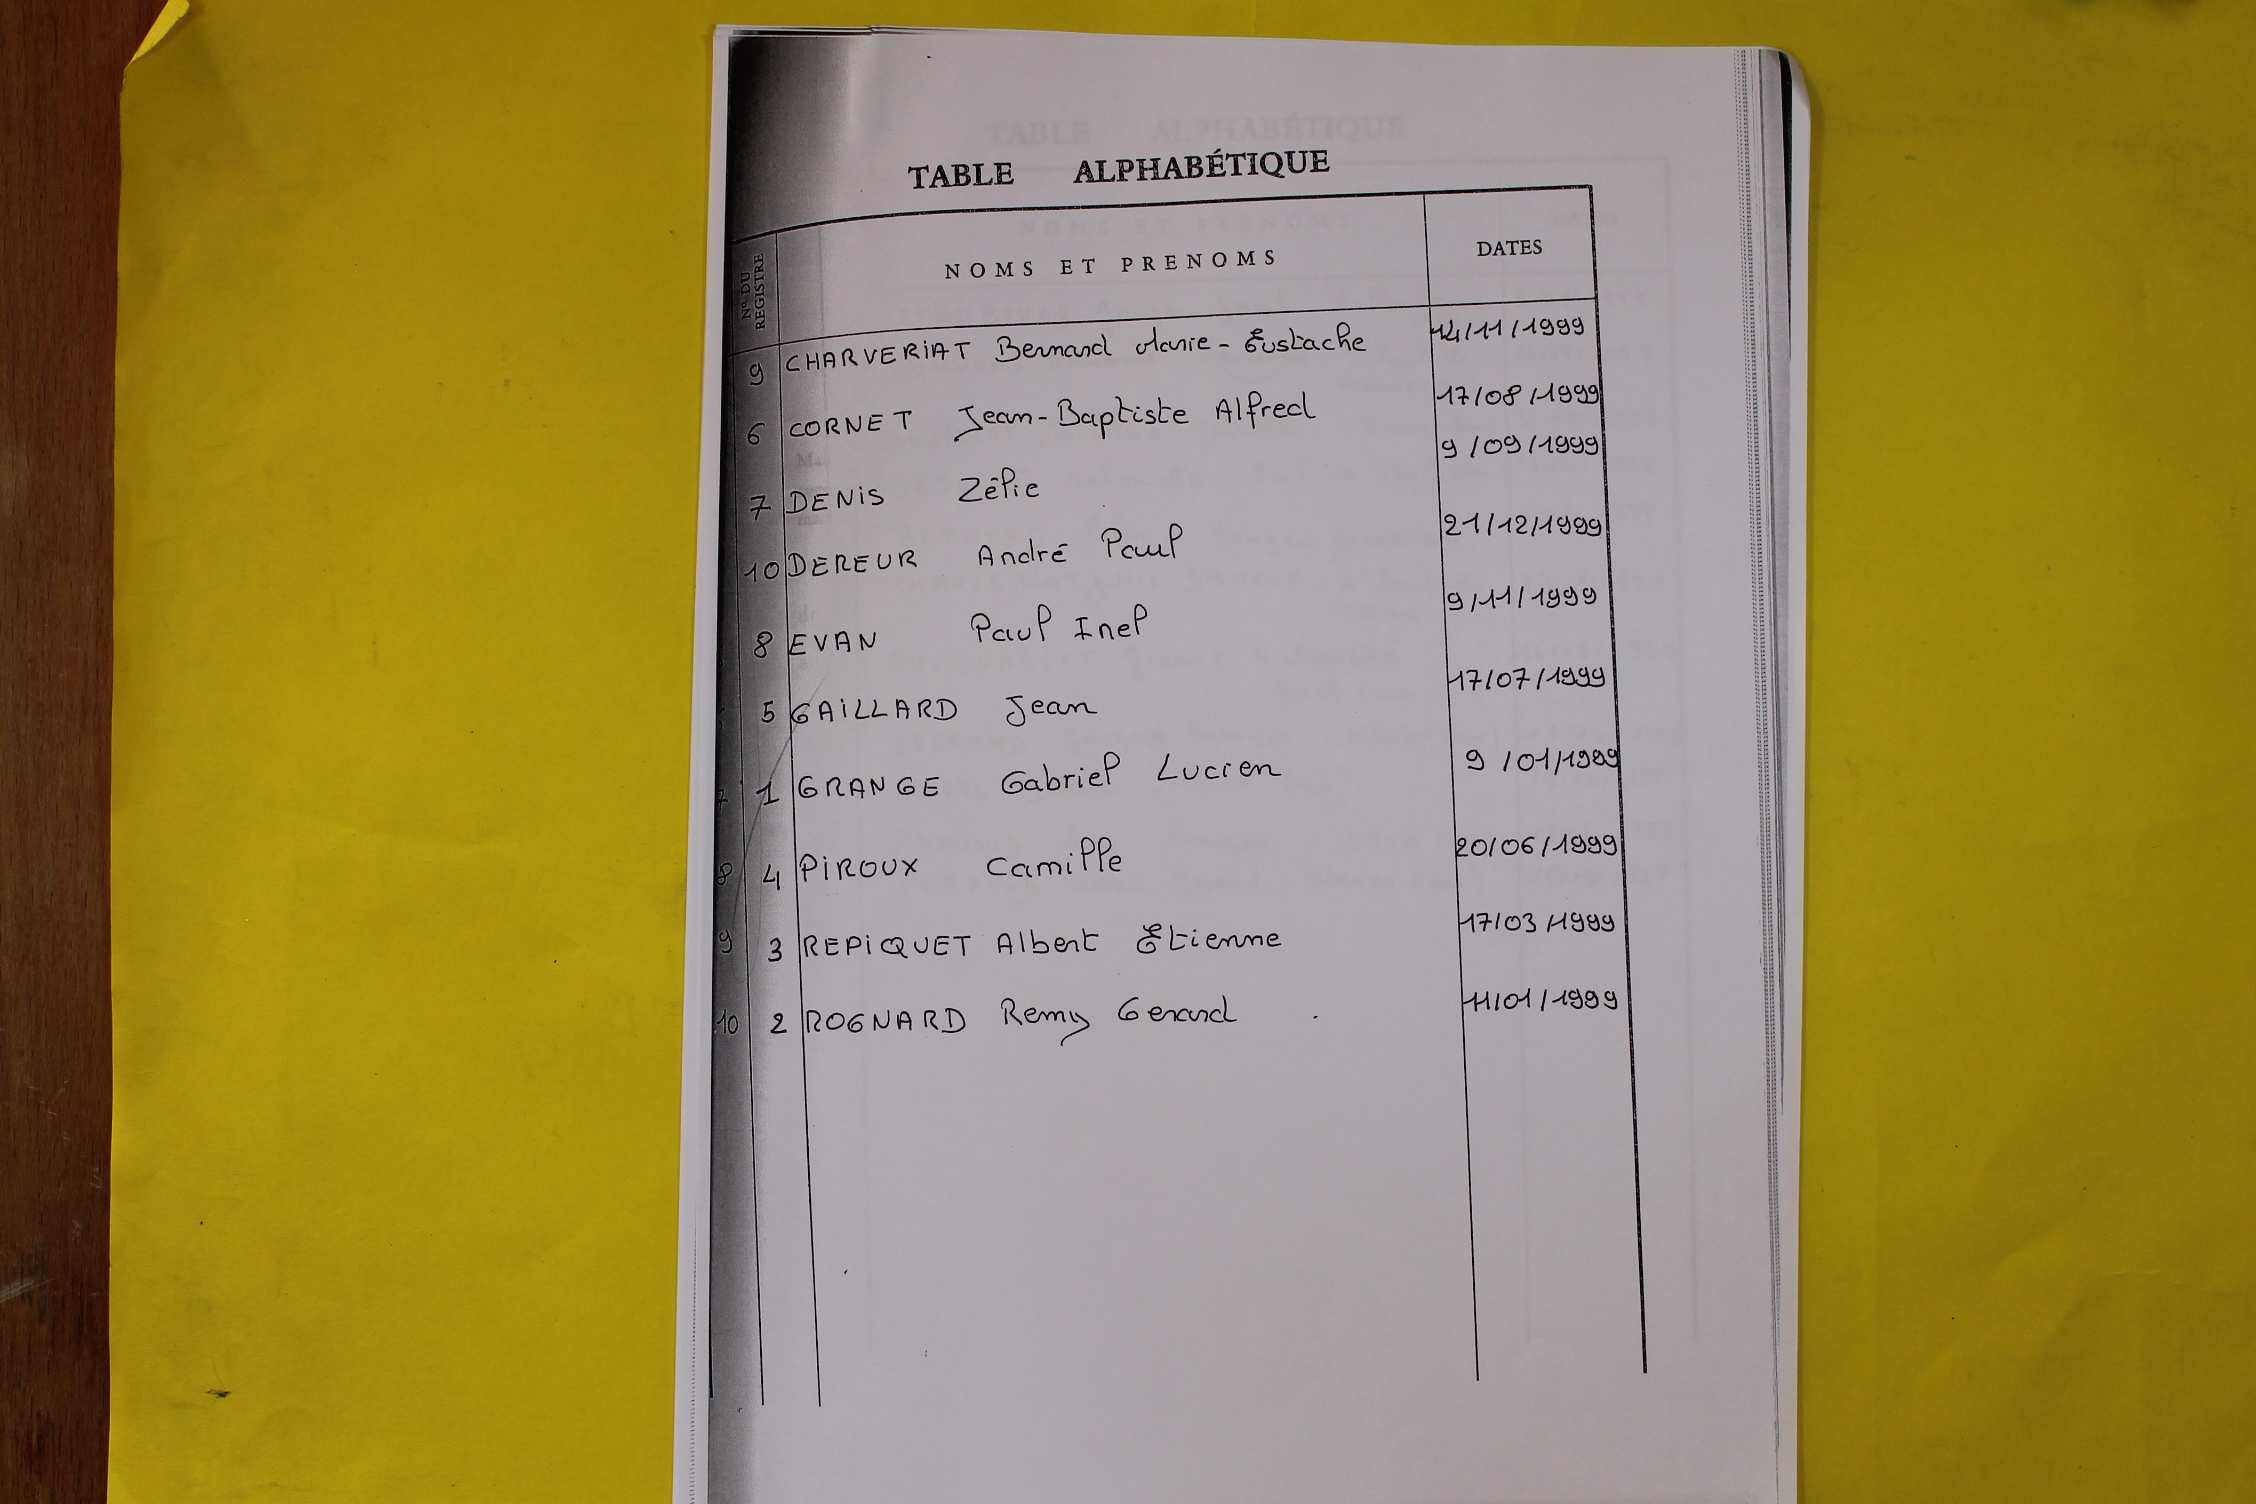 TABLE ALPHABÉTIQUE
N° DU REGISTRE NOMS ET PRENOMS DATES
9 CHARVERIAT Bernard Marie-Eustache 14/11/1999
6 CORNET Jean-Baptiste Alfred 17/08/1999
7 DENIS Zélie 9/09/1999
10 DEREUR André Paul 21/12/1999
8 EVAN Paul Inel 9/11/1999
5 GAILLARD Jean 17/07/1999
1 GRANGE Gabriel Lucien 9/01/1999
8 4 PIROUX Camille 20/06/1999
9 3 REPIQUET Albert Étienne 17/03/1999
10 2 ROGNARD Remy Gerard 11/01/1999